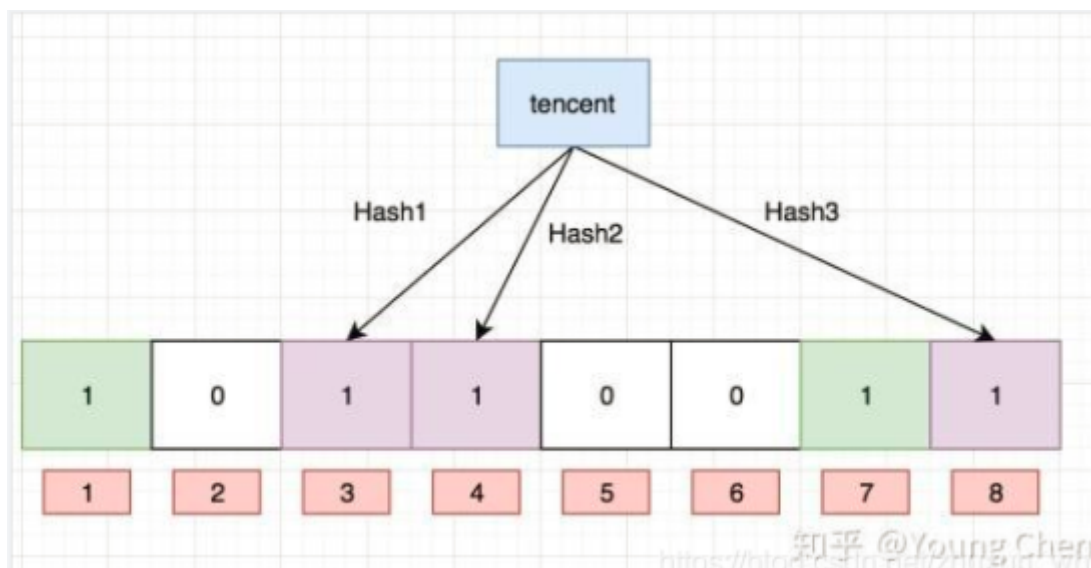 tencent
Hash1
Hash2
Hash3
1 0 1 1 0 0 1 1
1 2 3 4 5 6 7 8
知乎 @Young Chen